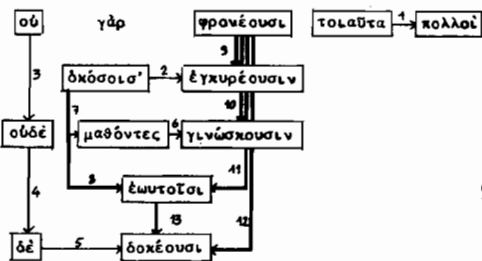 οὐ γὰρ φρονέουσι τοιαῦτα 1 πολλοὶ
9
3 ὁκόσοισ' 2 ἐγκυρέουσιν
7 10
οὐδὲ μαθόντες 6 γινώσκουσιν
4 8 ἑωυτοῖσι 11
13 12
δὲ 5 δοκέουσι